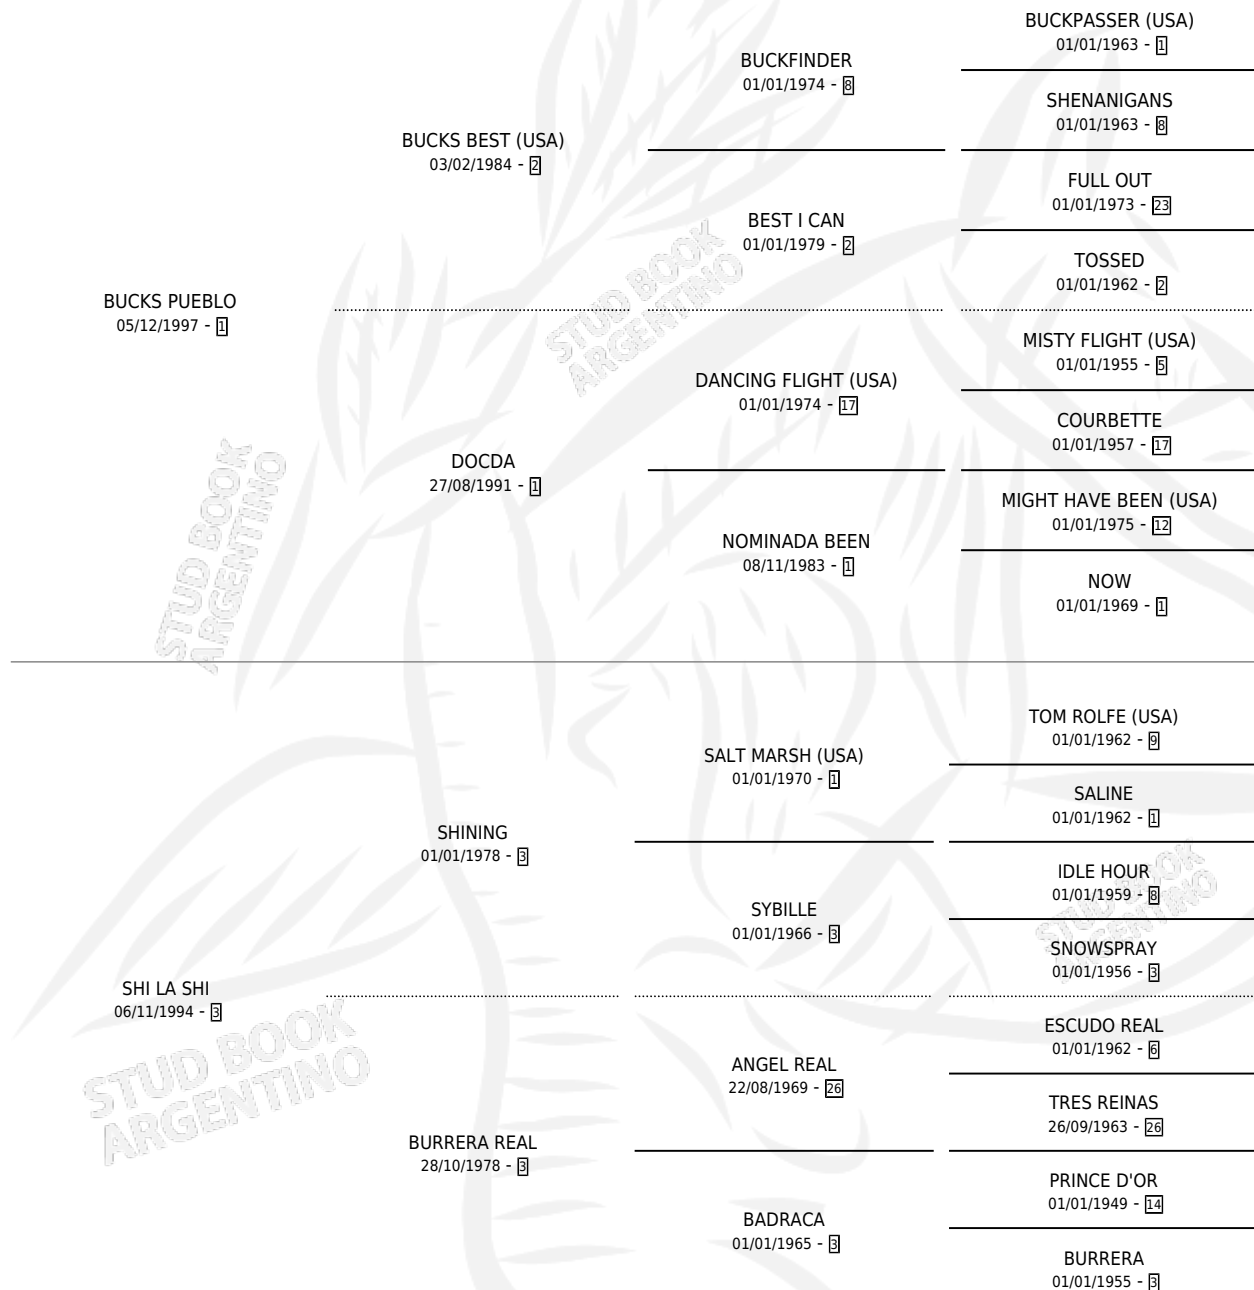 BUCKPASSER (USA)
01/01/1963 - 1
BUCKFINDER
01/01/1974 - 8
SHENANIGANS
01/01/1963 - 8
BUCKS BEST (USA)
03/02/1984 - 2
FULL OUT
01/01/1973 - 23
BEST I CAN
01/01/1979 - 2
TOSSED
01/01/1962 - 2
BUCKS PUEBLO
05/12/1997 - 1
MISTY FLIGHT (USA)
01/01/1955 - 5
DANCING FLIGHT (USA)
01/01/1974 - 17
COURBETTE
01/01/1957 - 17
DOCDA
27/08/1991 - 1
MIGHT HAVE BEEN (USA)
01/01/1975 - 12
NOMINADA BEEN
08/11/1983 - 1
NOW
01/01/1969 - 1
TOM ROLFE (USA)
01/01/1962 - 9
SALT MARSH (USA)
01/01/1970 - 1
SALINE
01/01/1962 - 1
SHINING
01/01/1978 - 3
IDLE HOUR
01/01/1959 - 8
SYBILLE
01/01/1966 - 3
SNOWSPRAY
01/01/1956 - 3
SHI LA SHI
06/11/1994 - 3
ESCUDO REAL
01/01/1962 - 6
ANGEL REAL
22/08/1969 - 26
TRES REINAS
26/09/1963 - 26
BURRERA REAL
28/10/1978 - 3
PRINCE D'OR
01/01/1949 - 14
BADRACA
01/01/1965 - 3
BURRERA
01/01/1955 - 3
STUD BOOK
ARGENTINO
STUD BOOK
ARGENTINO
STUD BOOK
ARGENTINO
STUD BOOK
ARGENTINO